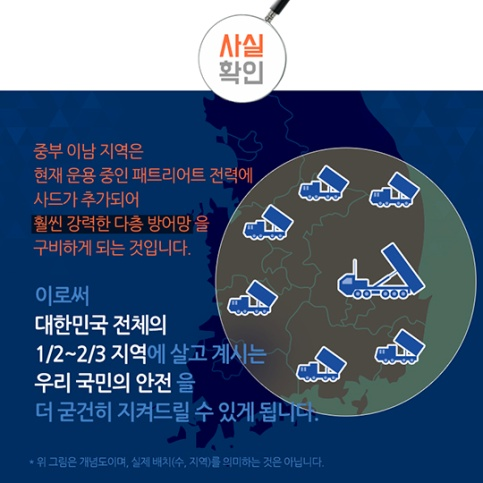 사실
확인
중부 이남 지역은
현재 운용 중인 패트리어트 전력에
사드가 추가되어
훨씬 강력한 다층 방어망 을
구비하게 되는 것입니다.
이로써
대한민국 전체의
1/2~2/3 지역에 살고 계시는
우리 국민의 안전 을
더 굳건히 지켜드릴 수 있게 됩니다.
* 위 그림은 개념도이며, 실제 배치(수, 지역)를 의미하는 것은 아닙니다.